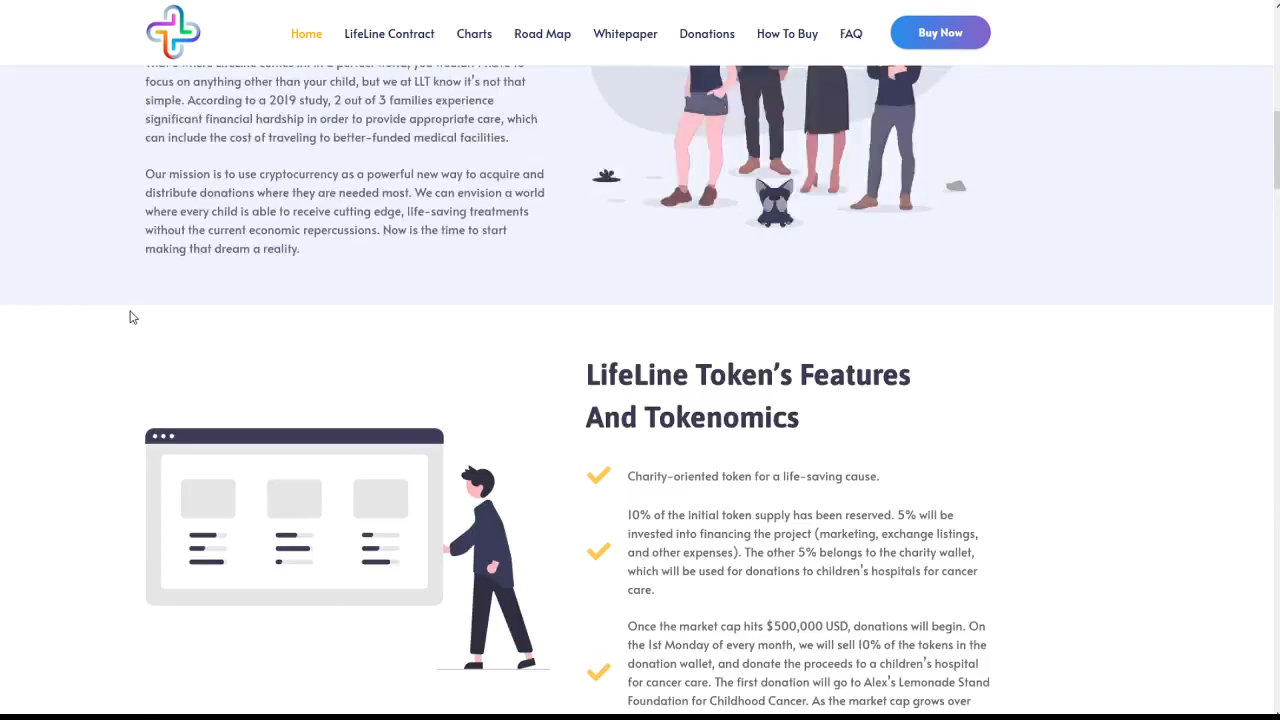 Home
LifeLine Contract
Charts
Road Map
Whitepaper
Donations
How To Buy
FAQ
Buy Now
focus on anything other than your child, but we at LLT know it's not that
simple. According to a 2019 study, 2 out of 3 families experience
significant financial hardship in order to provide appropriate care, which
can include the cost of traveling to better-funded medical facilities.
Our mission is to use cryptocurrency as a powerful new way to acquire and
distribute donations where they are needed most. We can envision a world
where every child is able to receive cutting edge, life-saving treatments
without the current economic repercussions. Now is the time to start
making that dream a reality.
LifeLine Token's Features
And Tokenomics
Charity-oriented token for a life-saving cause.
10% of the initial token supply has been reserved. 5% will be
invested into financing the project (marketing, exchange listings,
and other expenses). The other 5% belongs to the charity wallet,
which will be used for donations to children's hospitals for cancer
care.
Once the market cap hits $500,000 USD, donations will begin. On
the 1st Monday of every month, we will sell 10% of the tokens in the
donation wallet, and donate the proceeds to a children's hospital
for cancer care. The first donation will go to Alex's Lemonade Stand
Foundation for Childhood Cancer. As the market cap grows over